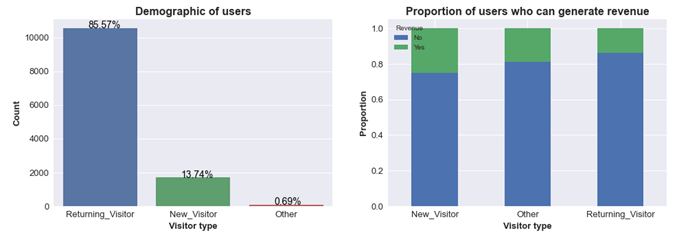 Demographic of users
Count
10000
8000
6000
4000
2000
0
85.57%
13.74%
0.69%
Returning_Visitor New_Visitor Other
Visitor type
Proportion of users who can generate revenue
Proportion
1.0
0.8
0.6
0.4
0.2
0.0
Revenue
No
Yes
New_Visitor Other Returning_Visitor
Visitor type